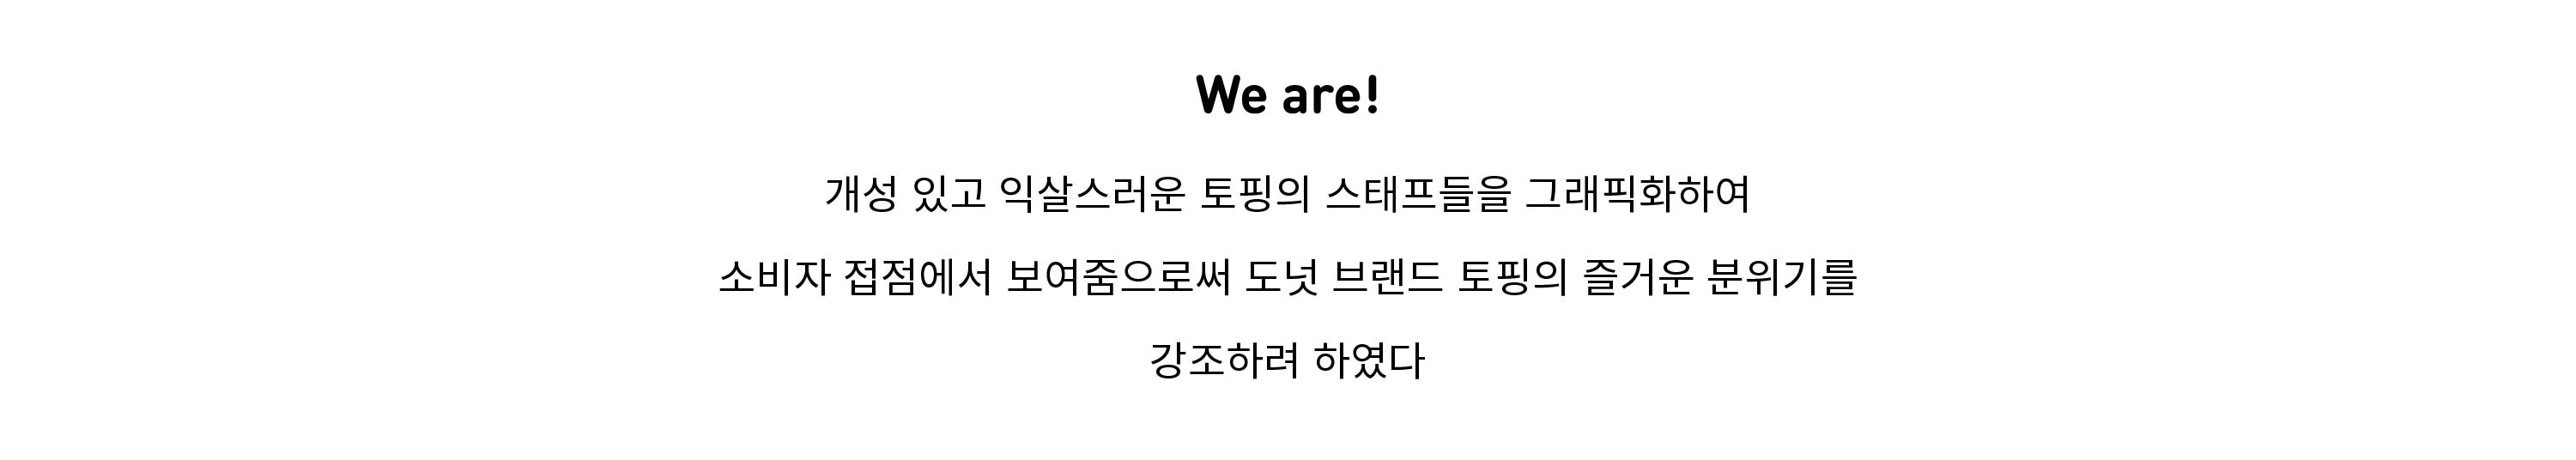 We are!
개성 있고 익살스러운 토핑의 스태프들을 그래픽화하여
소비자 접점에서 보여줌으로써 도넛 브랜드 토핑의 즐거운 분위기를
강조하려 하였다